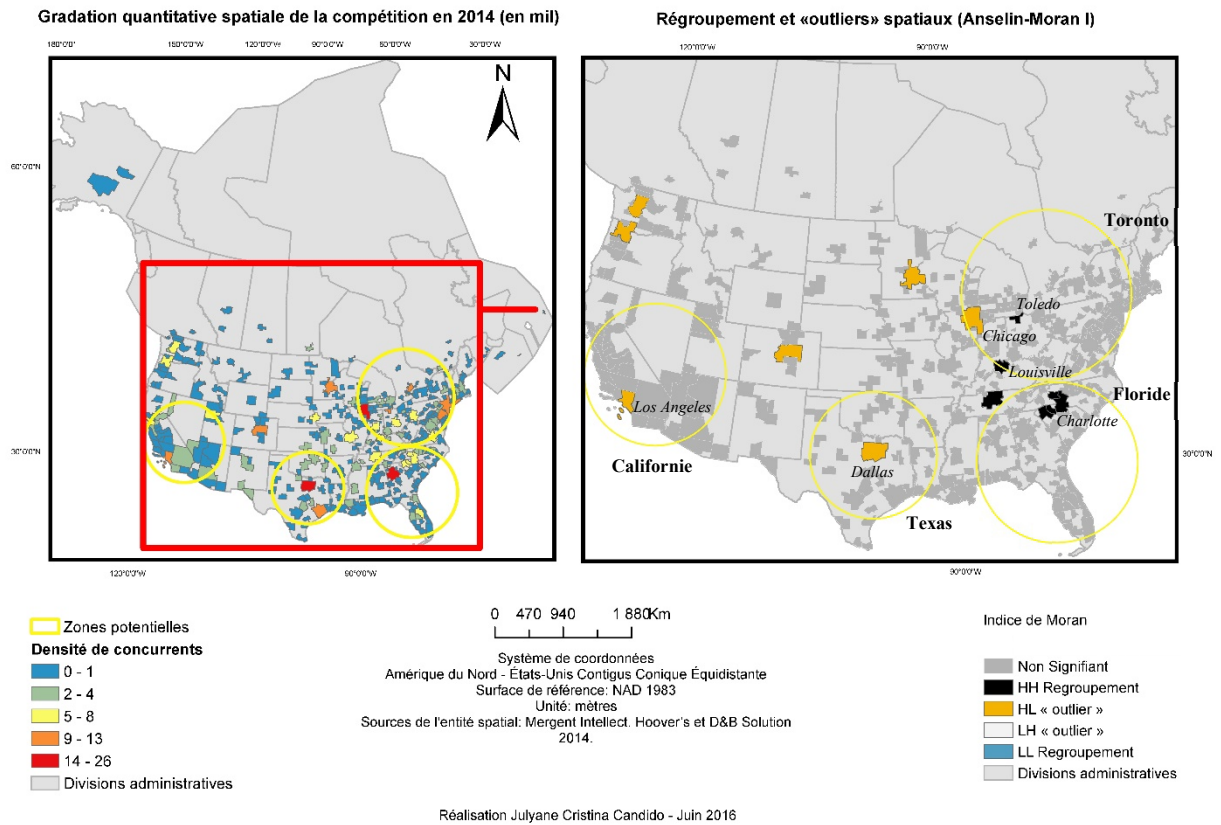 Gradation quantitative spatiale de la compétition en 2014 (en mil)
180°0'0" 150°0'0"W 120°0'0"W 90°0'0"W 60°0'0"W 30°0'0"W
N
60°0'0"N
30°0'0"N
120°0'0"W 60°0'0"W
Régroupement et «outliers» spatiaux (Anselin-Moran I)
120°0'0"W 90°0'0"W
Toronto
Toledo
Chicago
Louisville
Floride
Los Angeles
Charlotte
30°0'0"N
Californie
Dallas
Texas
90°0'0"W
Zones potentielles
Densité de concurrents
0 - 1
2 - 4
5 - 8
9 - 13
14 - 26
Divisions administratives
0 470 940 1 880Km
Système de coordonnées
Amérique du Nord - États-Unis Contigus Conique Équidistante
Surface de référence: NAD 1983
Unité: mètres
Sources de l'entité spatial: Mergent Intellect. Hoover's et D&B Solution
2014.
Indice de Moran
Non Signifiant
HH Regroupement
HL « outlier »
LH « outlier »
LL Regroupement
Divisions administratives
Réalisation Julyane Cristina Candido - Juin 2016